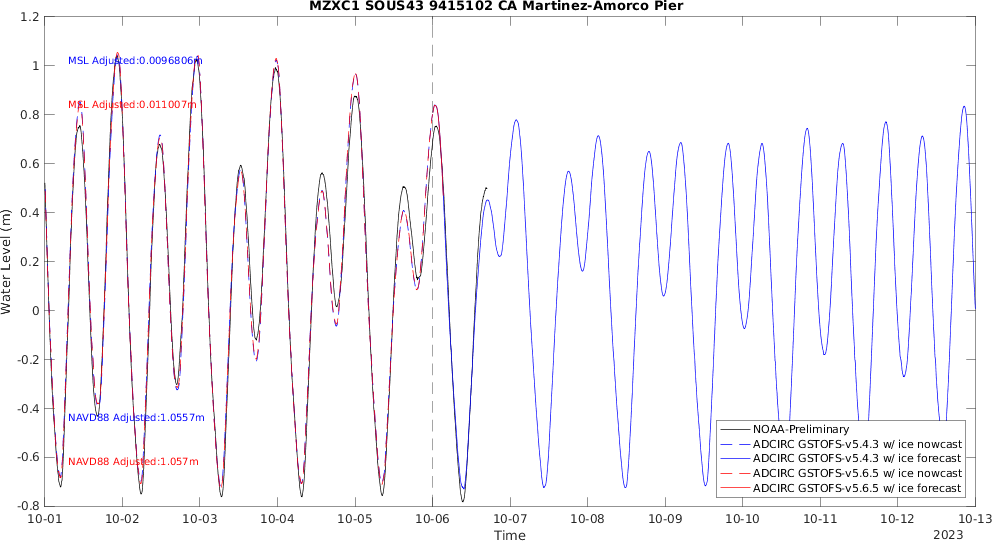 MZXC1 SOUS43 9415102 CA Martinez-Amorco Pier
1.2
1
0.8
0.6
0.4
0.2
0
-0.2
-0.4
-0.6
-0.8
Water Level (m)
MSL Adjusted:0.0096806m
MSL Adjusted:0.011007m
NAVD88 Adjusted:1.0557m
NAVD88 Adjusted:1.057m
NOAA-Preliminary
ADCIRC GSTOFS-v5.4.3 w/ ice nowcast
ADCIRC GSTOFS-v5.4.3 w/ ice forecast
ADCIRC GSTOFS-v5.6.5 w/ ice nowcast
ADCIRC GSTOFS-v5.6.5 w/ ice forecast
10-01 10-02 10-03 10-04 10-05 10-06 10-07 10-08 10-09 10-10 10-11 10-12 10-13
Time
2023